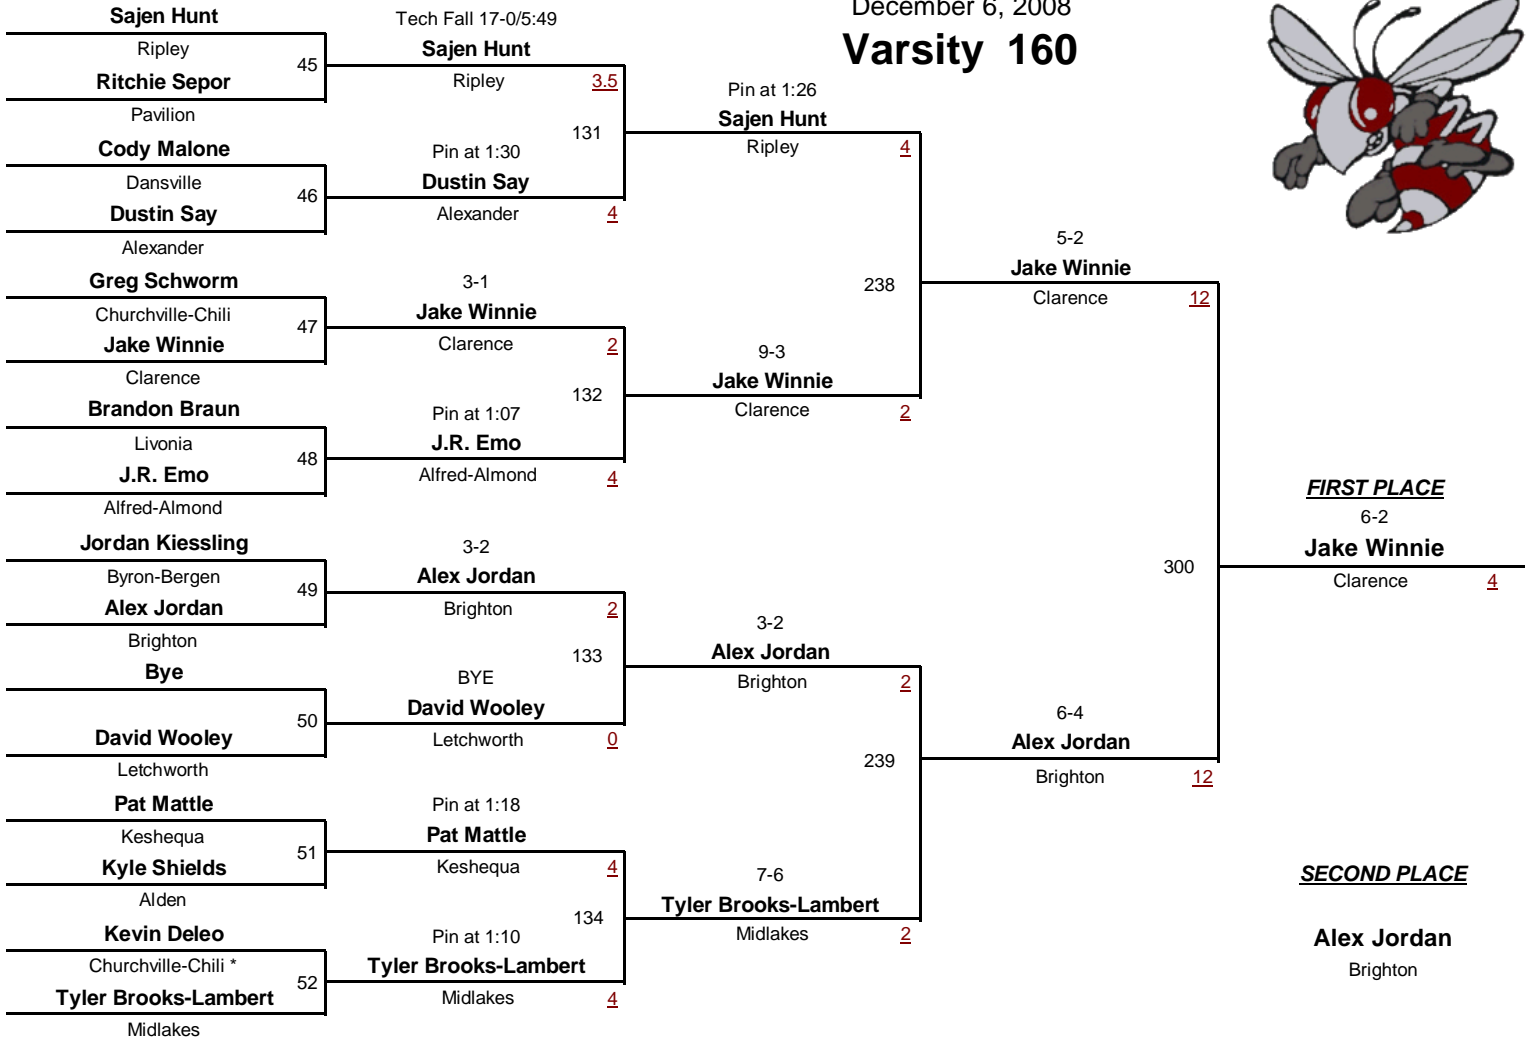 December 6, 2008
Varsity 160
Sajen Hunt
Ripley
45
Ritchie Sepor
Pavilion
Cody Malone
Dansville
46
Dustin Say
Alexander
Greg Schworm
Churchville-Chili
47
Jake Winnie
Clarence
Brandon Braun
Livonia
48
J.R. Emo
Alfred-Almond
Jordan Kiessling
Byron-Bergen
49
Alex Jordan
Brighton
Bye
50
David Wooley
Letchworth
Pat Mattle
Keshequa
51
Kyle Shields
Alden
Kevin Deleo
Churchville-Chili *
52
Tyler Brooks-Lambert
Midlakes
Tech Fall 17-0/5:49
Sajen Hunt
Ripley 3.5
131
Pin at 1:30
Dustin Say
Alexander 4
3-1
Jake Winnie
Clarence 2
132
Pin at 1:07
J.R. Emo
Alfred-Almond 4
3-2
Alex Jordan
Brighton 2
133
BYE
David Wooley
Letchworth 0
Pin at 1:18
Pat Mattle
Keshequa 4
134
Pin at 1:10
Tyler Brooks-Lambert
Midlakes 4
Pin at 1:26
Sajen Hunt
Ripley 4
238
9-3
Jake Winnie
Clarence 2
3-2
Alex Jordan
Brighton 2
239
7-6
Tyler Brooks-Lambert
Midlakes 2
5-2
Jake Winnie
Clarence 12
300
6-4
Alex Jordan
Brighton 12
FIRST PLACE
6-2
Jake Winnie
Clarence 4
SECOND PLACE
Alex Jordan
Brighton